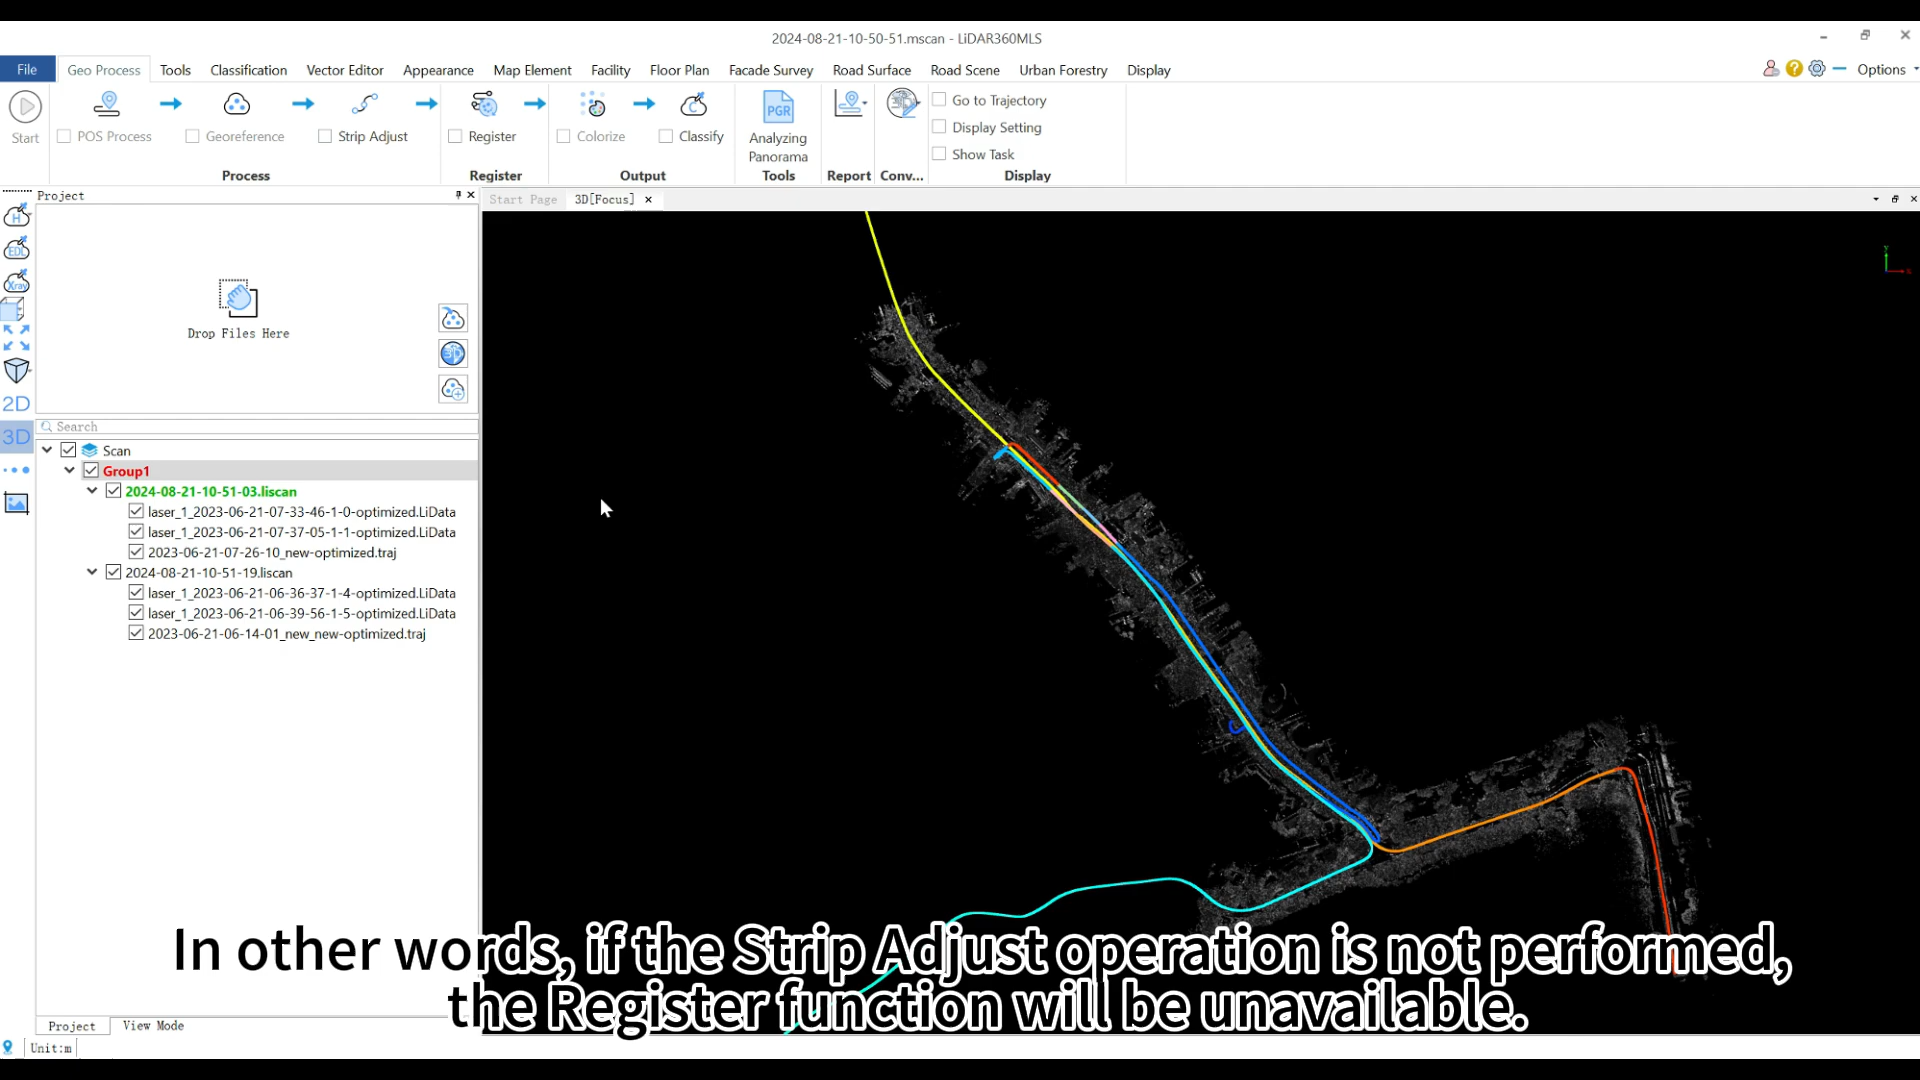 2024-08-21-10-50-51.mscan - LiDAR360MLS
File Geo Process Tools Classification Vector Editor Appearance Map Element Facility Floor Plan Facade Survey Road Surface Road Scene Urban Forestry Display Options
Start POS Process Georeference Strip Adjust Register Colorize Classify
PGR
Analyzing
Panorama
Go to Trajectory
Display Setting
Show Task
Process Register Output Tools Report Conv... Display
Project
Start Page 3D[Focus]
H
EDL
Xray
2D
3D
Drop Files Here
3D
Search
Scan
Group1
2024-08-21-10-51-03.liscan
laser_1_2023-06-21-07-33-46-1-0-optimized.LiData
laser_1_2023-06-21-07-37-05-1-1-optimized.LiData
2023-06-21-07-26-10_new-optimized.traj
2024-08-21-10-51-19.liscan
laser_1_2023-06-21-06-36-37-1-4-optimized.LiData
laser_1_2023-06-21-06-39-56-1-5-optimized.LiData
2023-06-21-06-14-01_new_new-optimized.traj
In other words, if the Strip Adjust operation is not performed,
the Register function will be unavailable.
Project View Mode
Unit:m